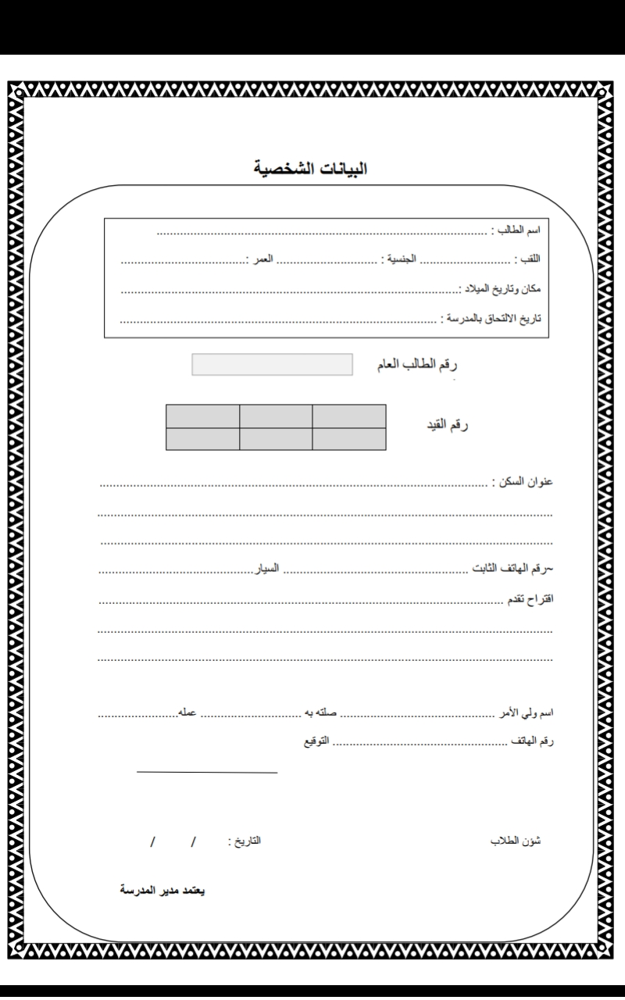 البيانات الشخصية
اسم الطالب : ..........................................................................................................
اللقب : ............................. الجنسية : ................................ العمر :........................................
مكان وتاريخ الميلاد :............................................................................................................
تاريخ الالتحاق بالمدرسة : ......................................................................................................
رقم الطالب العام
رقم القيد
عنوان السكن : .............................................................................................................................
..................................................................................................................................................
.................................................................................................................................................
~رقم الهاتف الثابت ........................................................... السيار..................................................
اقتراح تقدم ..................................................................................................................................
..................................................................................................................................................
..................................................................................................................................................
اسم ولي الأمر .................................................. صلته به ................................ عمله..........................
رقم الهاتف ........................................................ التوقيع
شؤن الطلاب التاريخ : / /
يعتمد مدير المدرسة